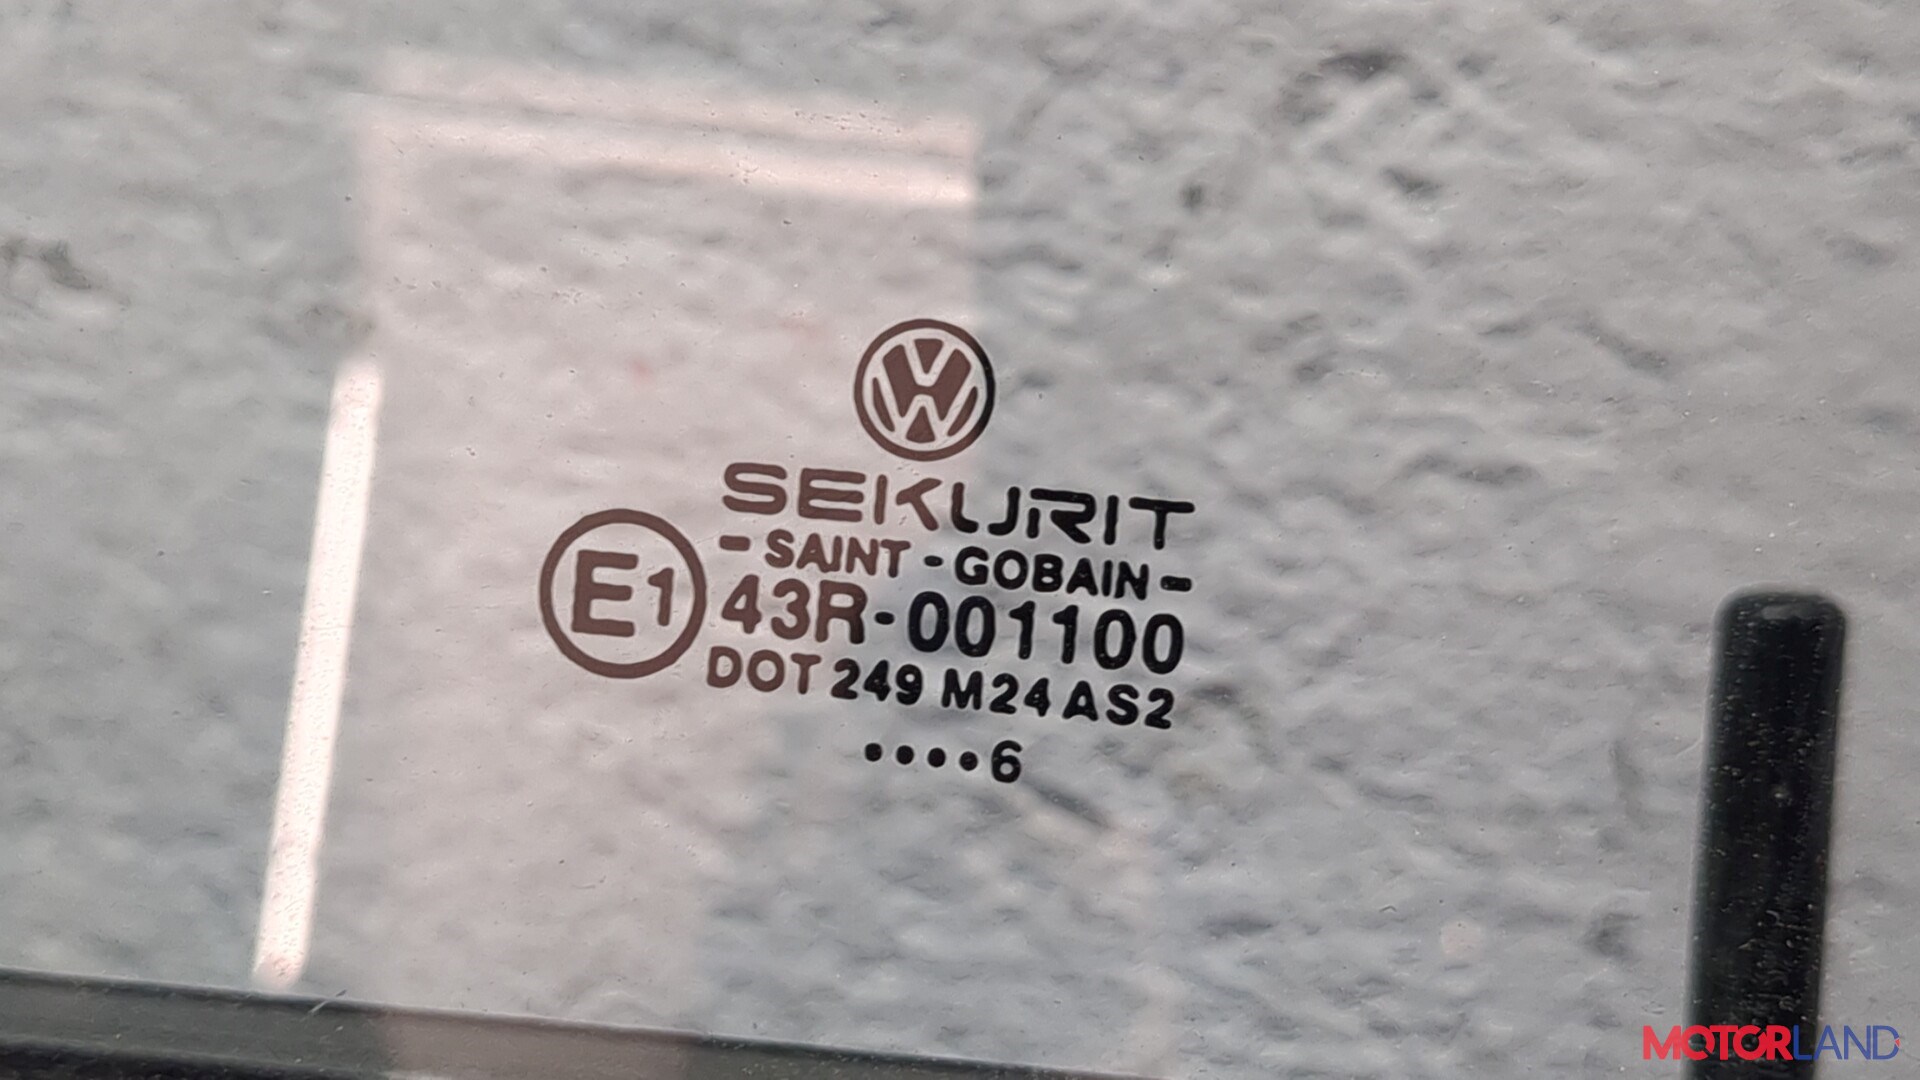 SEKURIT
- SAINT - GOBAIN -
E1 43R-001100
DOT 249 M24 AS2
....6
MOTORLAND